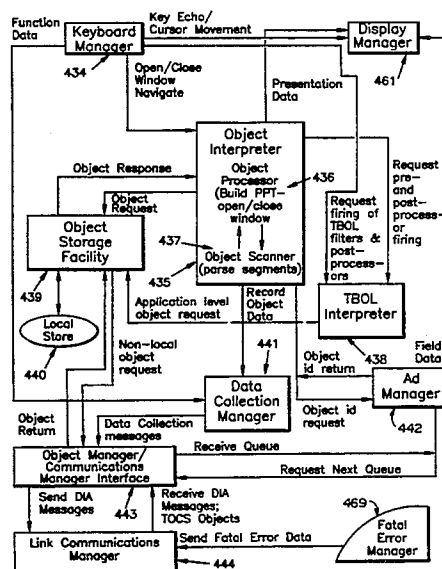 Function
Data
Keyboard
Manager
434
Key Echo/
Cursor Movement
Display
Manager
461
Open/Close
Window
Navigate
Presentation
Data
Object
Interpreter
Object
Processor
(Build PPT-
open/close
window)
436
437
Object Scanner
(parse segments)
435
Object Response
Object
Request
Object
Storage
Facility
439
Request
pre-
and post-
process-
or
firing
Request
firing of
TBOL
filters &
post-
process-
ors
Application level
object request
Record
Object
Data
TBOL
Interpreter
438
Local
Store
440
Non-local
object
request
441
Data
Collection
Manager
Object id return
Object id
request
Field Data
Ad
Manager
442
Object
Return
Data Collection
messages
Object Manager/
Communications
Manager Interface
443
Receive Queue
Request Next Queue
Send DIA
Messages
Receive DIA
Messages;
TOCS Objects
469
Fatal
Error
Manager
Link Communications
Manager
444
Send Fatal Error Data